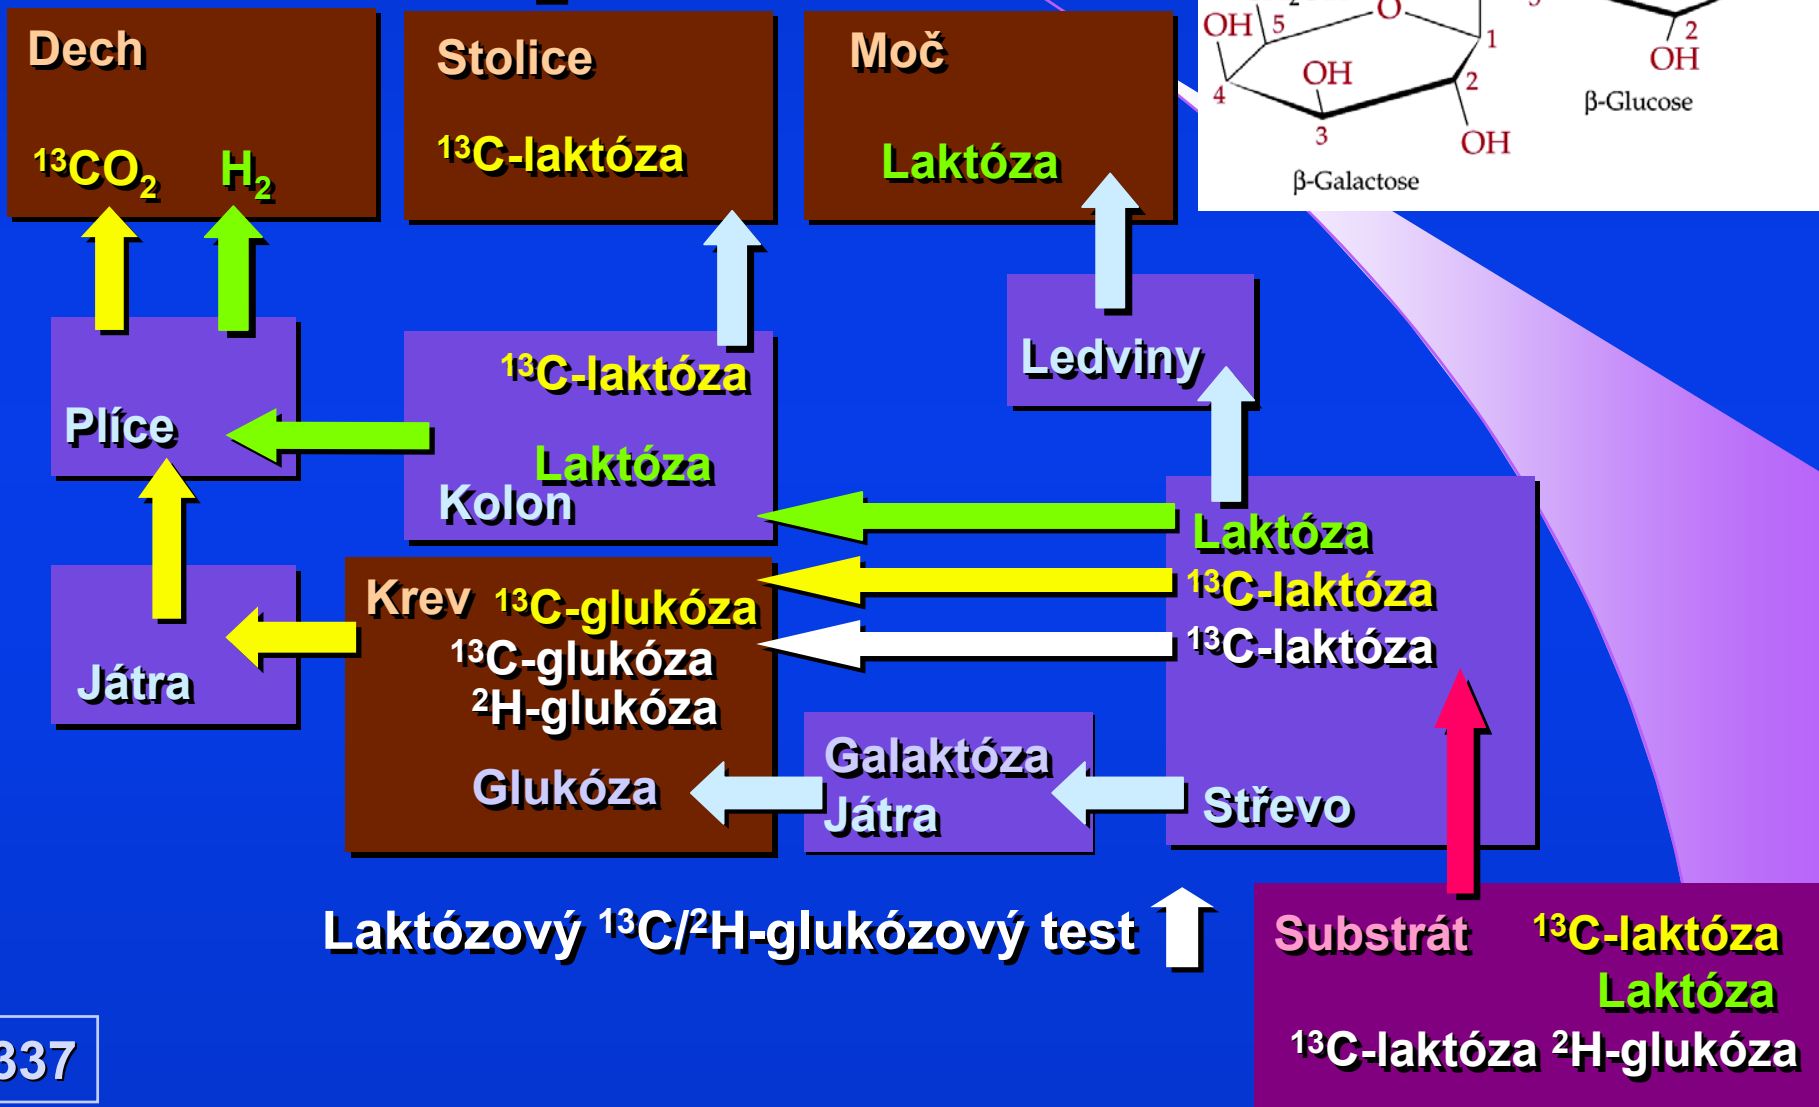 Dech
¹³CO₂ H₂
Stolice
¹³C-laktóza
Moč
Laktóza
OH 5 O 1
4 OH 2
3 OH
β-Galactose
2
OH
β-Glucose
Plíce
¹³C-laktóza
Laktóza
Kolon
Ledviny
Laktóza
¹³C-laktóza
¹³C-laktóza
Střevo
Krev ¹³C-glukóza
¹³C-glukóza
²H-glukóza
Glukóza
Játra
Galaktóza
Játra
Laktózový ¹³C/²H-glukózový test
Substrát ¹³C-laktóza
Laktóza
¹³C-laktóza ²H-glukóza
337